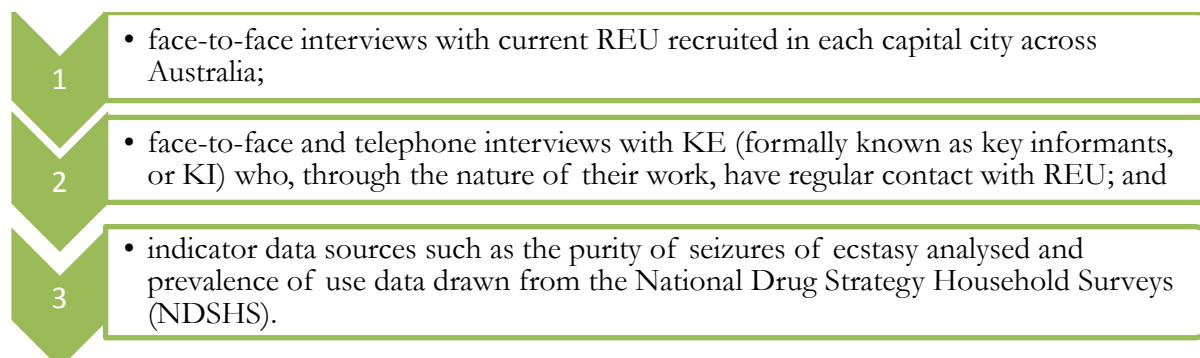 1
• face-to-face interviews with current REU recruited in each capital city across
Australia;
2
• face-to-face and telephone interviews with KE (formally known as key informants,
or KI) who, through the nature of their work, have regular contact with REU; and
3
• indicator data sources such as the purity of seizures of ecstasy analysed and
prevalence of use data drawn from the National Drug Strategy Household Surveys
(NDSHS).